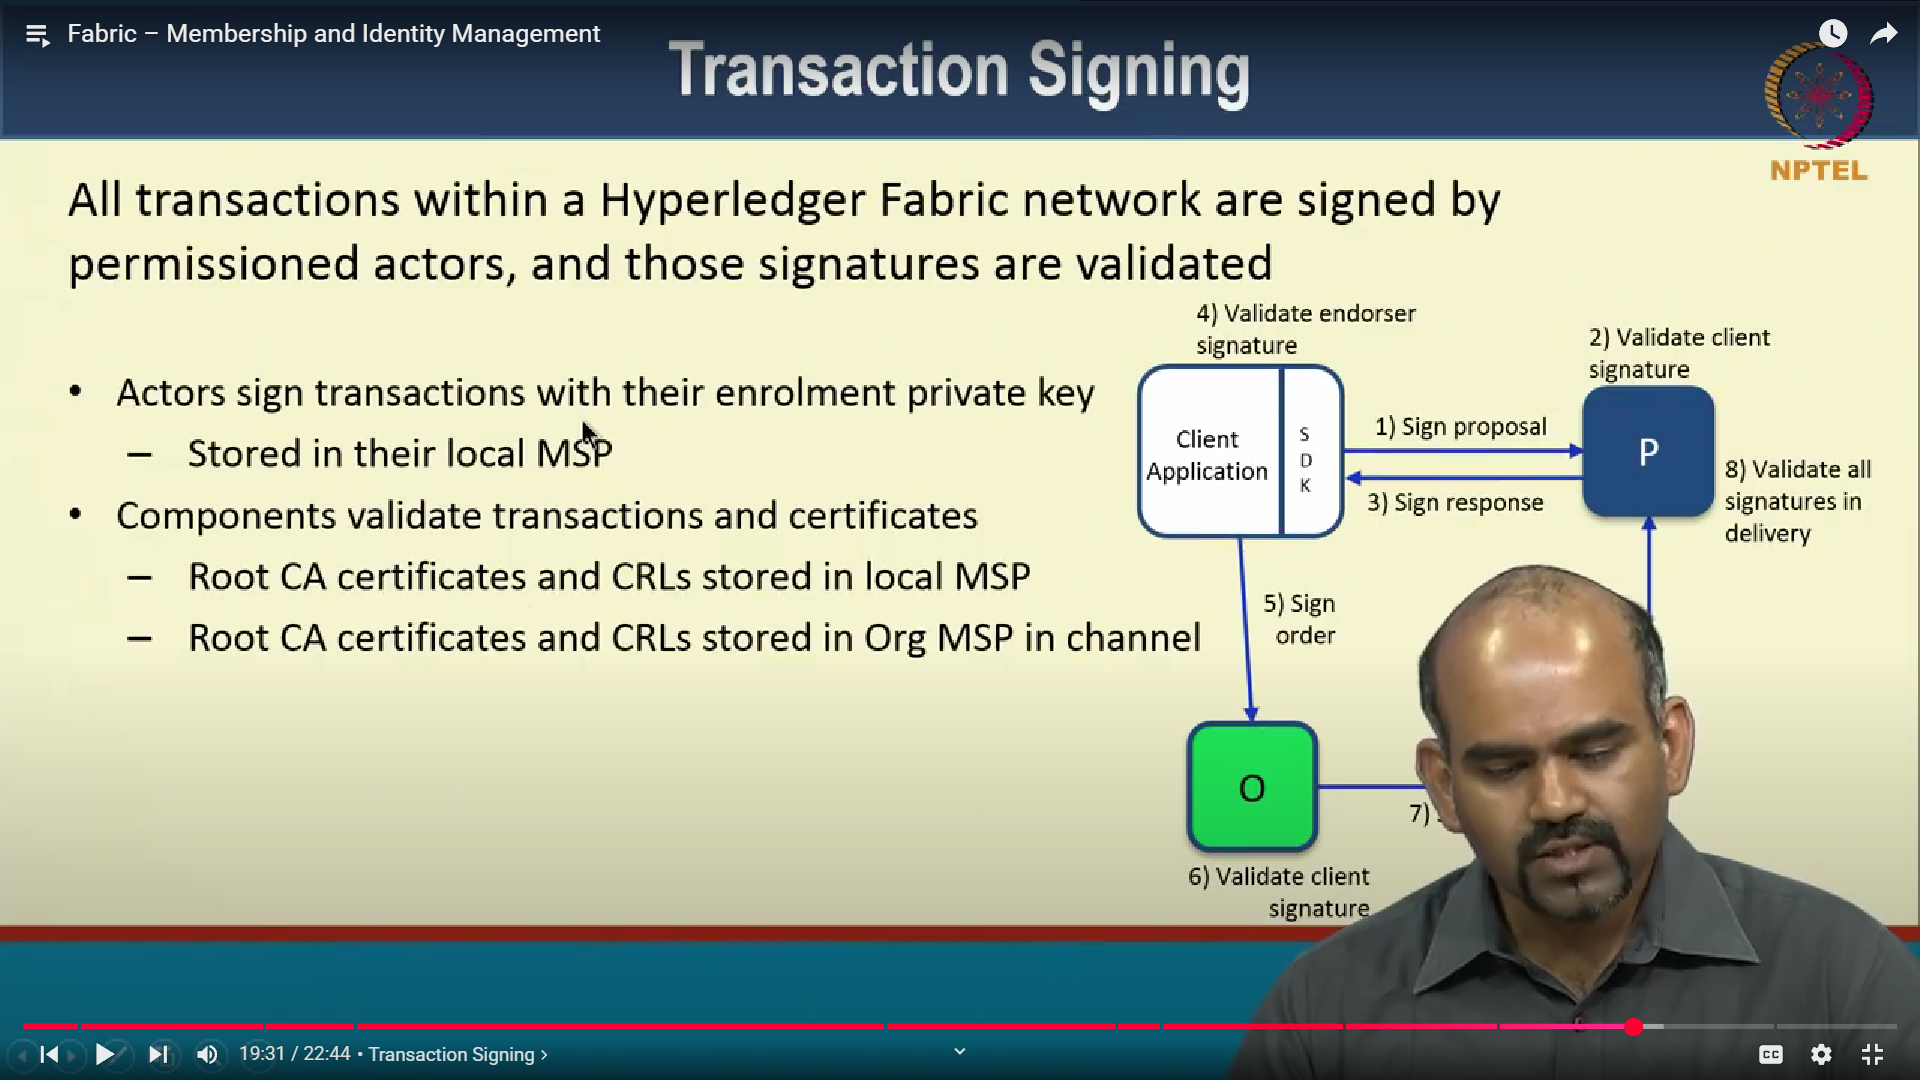 Fabric – Membership and Identity Management
Transaction Signing
NPTEL
All transactions within a Hyperledger Fabric network are signed by
permissioned actors, and those signatures are validated
• Actors sign transactions with their enrolment private key
– Stored in their local MSP
• Components validate transactions and certificates
– Root CA certificates and CRLs stored in local MSP
– Root CA certificates and CRLs stored in Org MSP in channel
4) Validate endorser
signature
2) Validate client
signature
Client
Application
S
D
K
1) Sign proposal
3) Sign response
P
8) Validate all
signatures in
delivery
5) Sign
order
O
7)
6) Validate client
signature
19:31 / 22:44 • Transaction Signing ›
CC